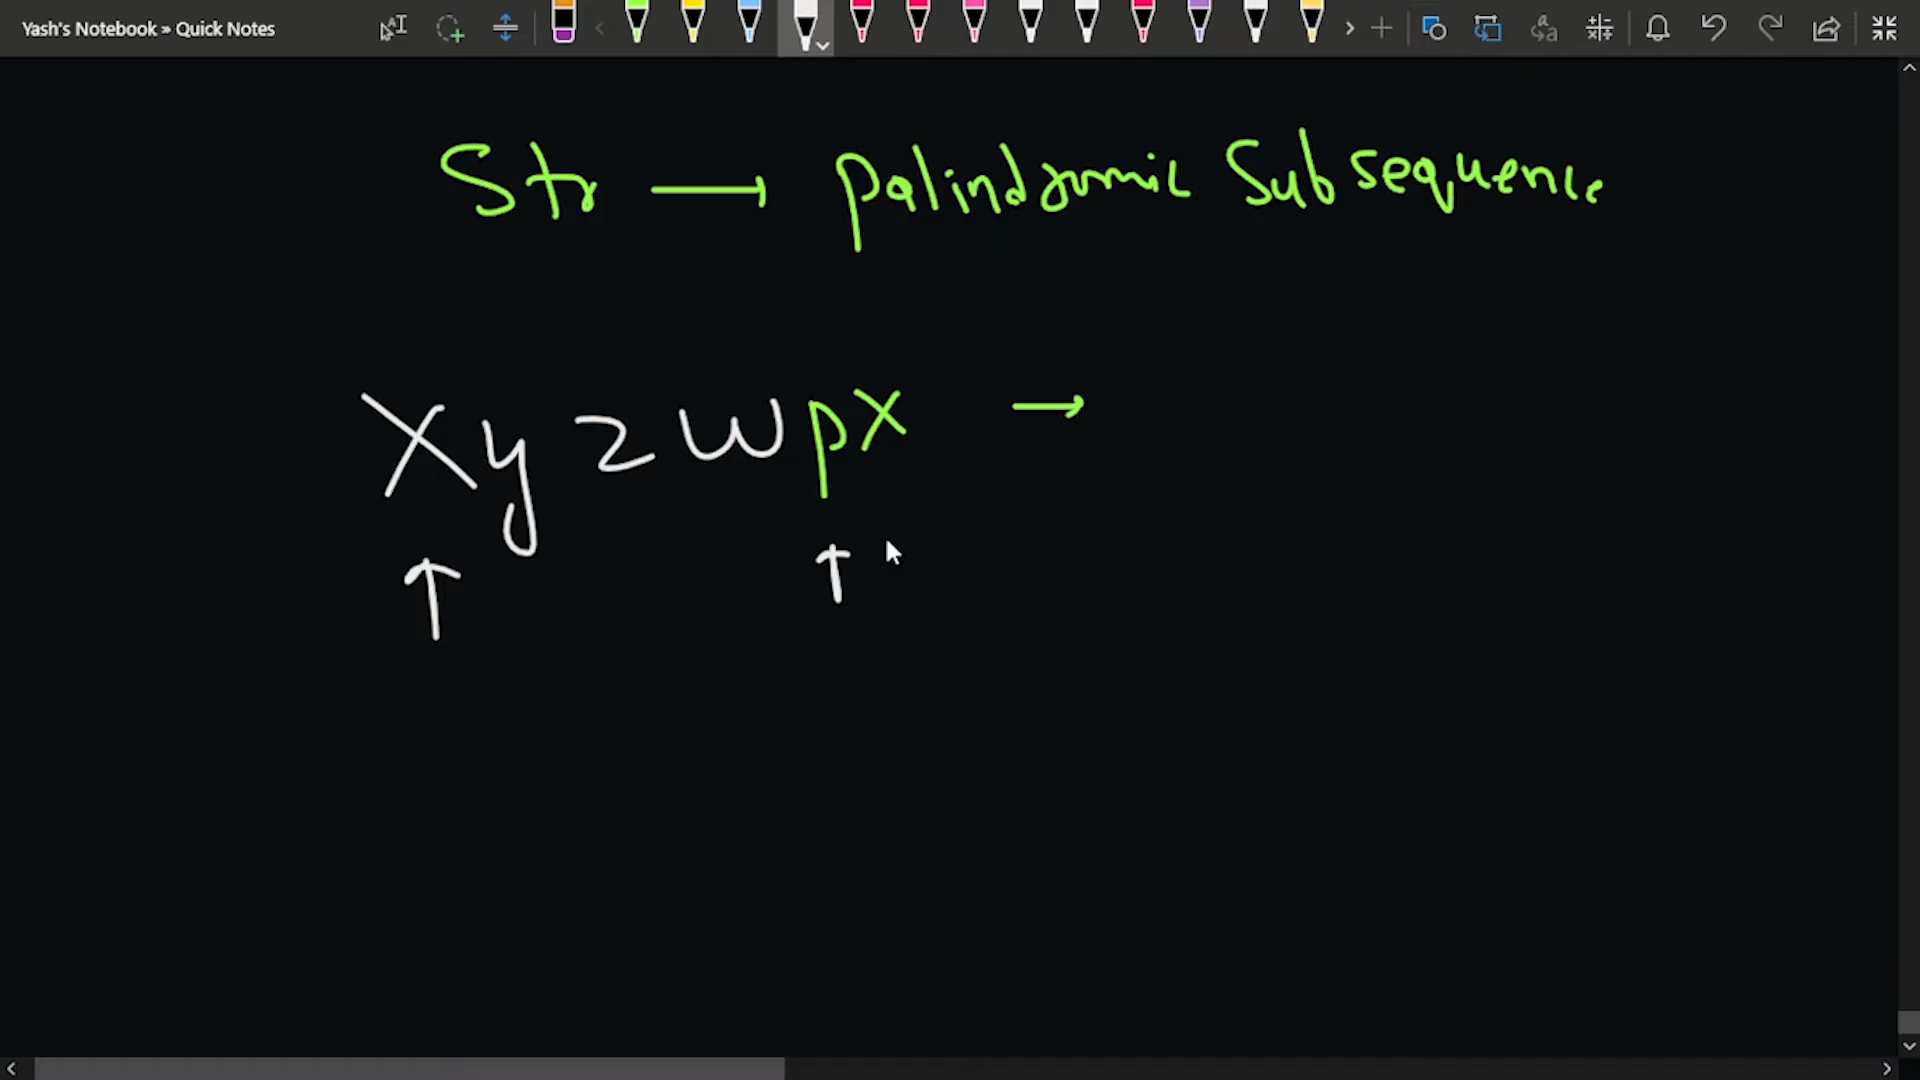 Yash's Notebook » Quick Notes
Str → Palindromic Subsequence
Xyzwpx →